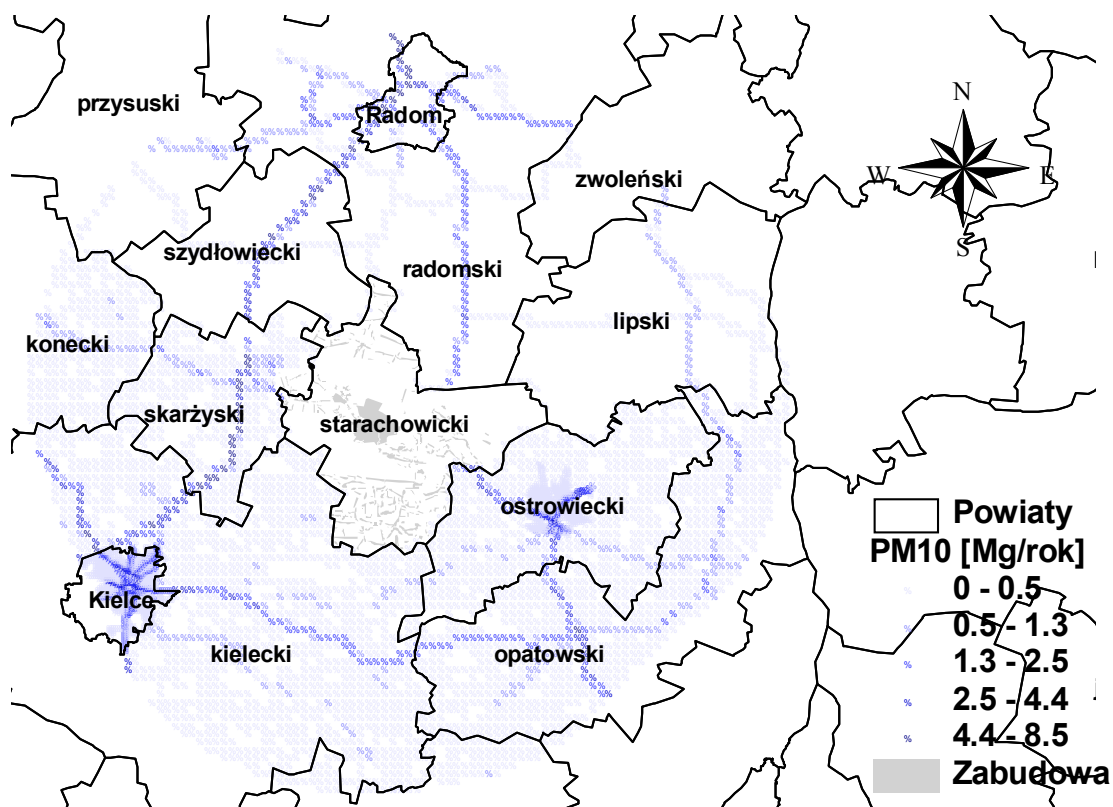 N
W
E
S
przysuski
Radom
zwoleński
szydłowiecki
radomski
lipski
konecki
skarżyski
starachowicki
ostrowiecki
Kielce
kielecki
opatowski
Powiaty
PM10 [Mg/rok]
0 - 0.5
0.5 - 1.3
1.3 - 2.5
2.5 - 4.4
4.4 - 8.5
Zabudowa